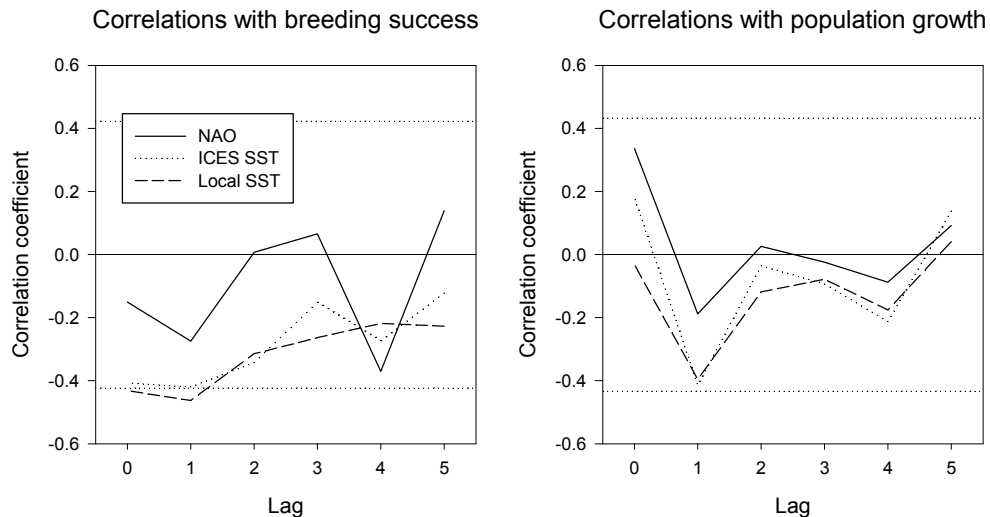 Correlations with breeding success
Correlation coefficient
0.6
0.4
0.2
0.0
-0.2
-0.4
-0.6
NAO
ICES SST
Local SST
0 1 2 3 4 5
Lag
Correlations with population growth
Correlation coefficient
0.6
0.4
0.2
0.0
-0.2
-0.4
-0.6
0 1 2 3 4 5
Lag